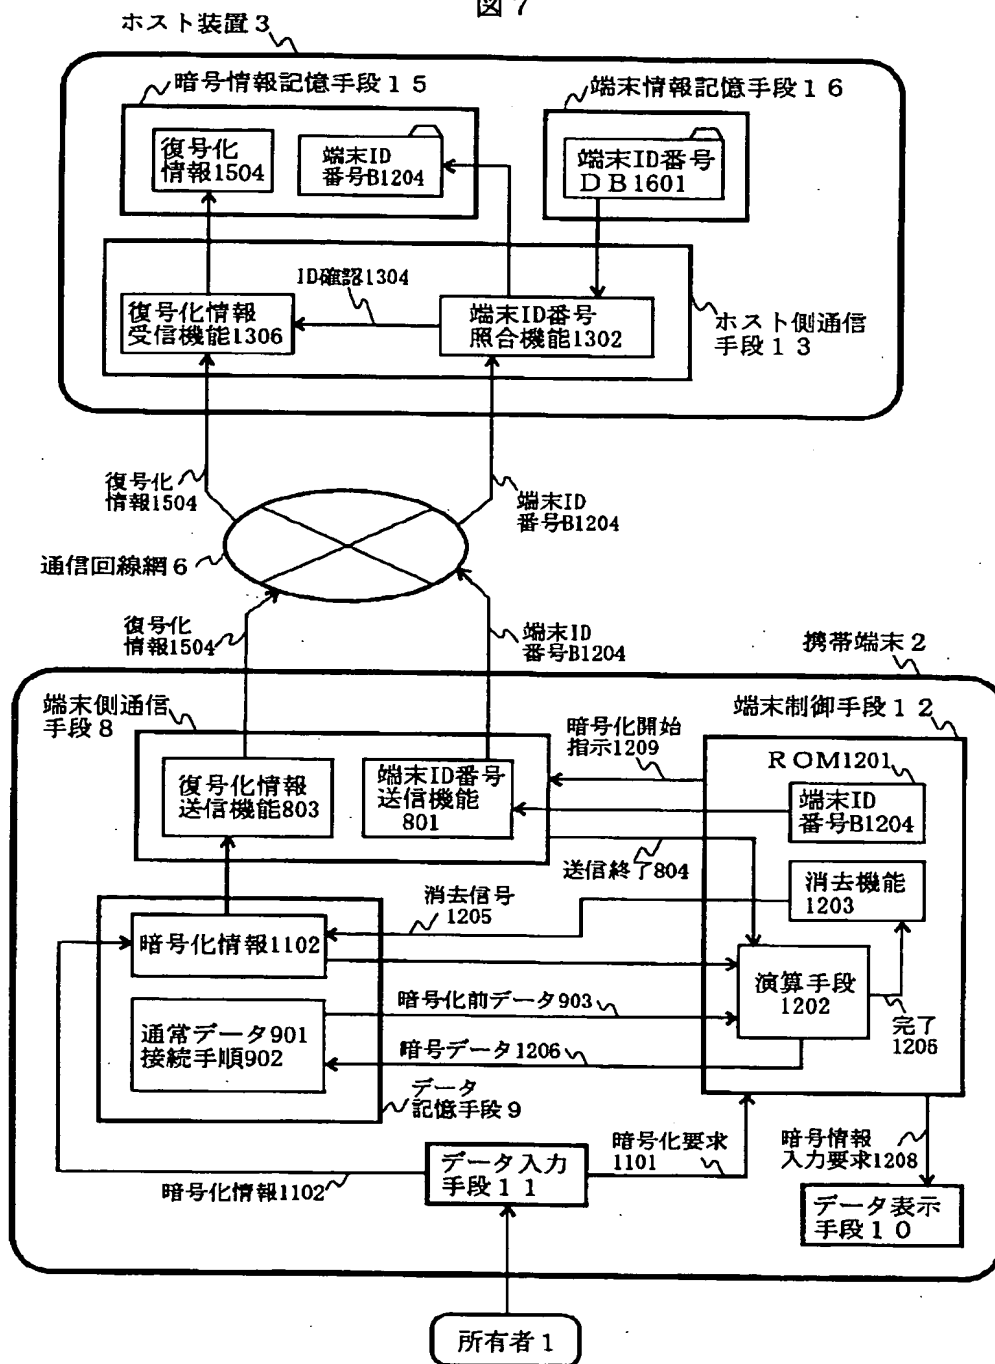 図7
ホスト装置3
暗号情報記憶手段15
端末情報記憶手段16
復号化
情報1504
端末ID
番号B1204
端末ID番号
DB1601
ID確認1304
復号化情報
受信機能1306
端末ID番号
照合機能1302
ホスト側通信
手段13
復号化
情報1504
端末ID
番号B1204
通信回線網6
復号化
情報1504
端末ID
番号B1204
携帯端末2
端末側通信
手段8
端末制御手段12
暗号化開始
指示1209
ROM1201
復号化情報
送信機能803
端末ID番号
送信機能
801
端末ID
番号B1204
送信終了804
消去機能
1203
消去信号
1205
暗号化情報1102
演算手段
1202
暗号化前データ903
完了
1205
通常データ901
接続手順902
暗号データ1206
データ
記憶手段9
暗号化要求
1101
暗号情報
入力要求1208
暗号化情報1102
データ入力
手段11
データ表示
手段10
所有者1